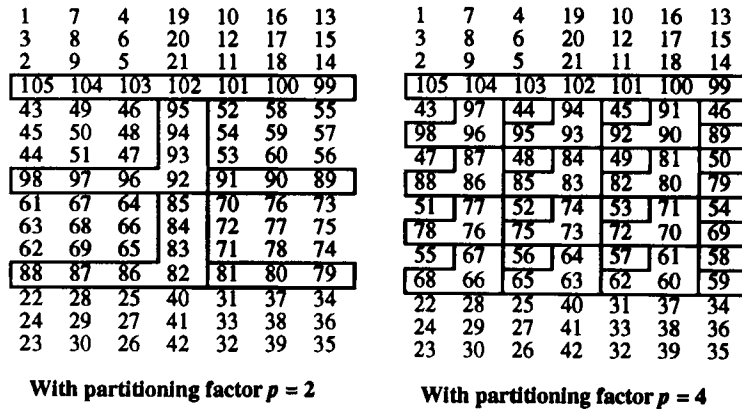 1 7 4 19 10 16 13
3 8 6 20 12 17 15
2 9 5 21 11 18 14
105 104 103 102 101 100 99
43 49 46 95 52 58 55
45 50 48 94 54 59 57
44 51 47 93 53 60 56
98 97 96 92 91 90 89
61 67 64 85 70 76 73
63 68 66 84 72 77 75
62 69 65 83 71 78 74
88 87 86 82 81 80 79
22 28 25 40 31 37 34
24 29 27 41 33 38 36
23 30 26 42 32 39 35
With partitioning factor p = 2
1 7 4 19 10 16 13
3 8 6 20 12 17 15
2 9 5 21 11 18 14
105 104 103 102 101 100 99
43 97 44 94 45 91 46
98 96 95 93 92 90 89
47 87 48 84 49 81 50
88 86 85 83 82 80 79
51 77 52 74 53 71 54
78 76 75 73 72 70 69
55 67 56 64 57 61 58
68 66 65 63 62 60 59
22 28 25 40 31 37 34
24 29 27 41 33 38 36
23 30 26 42 32 39 35
With partitioning factor p = 4